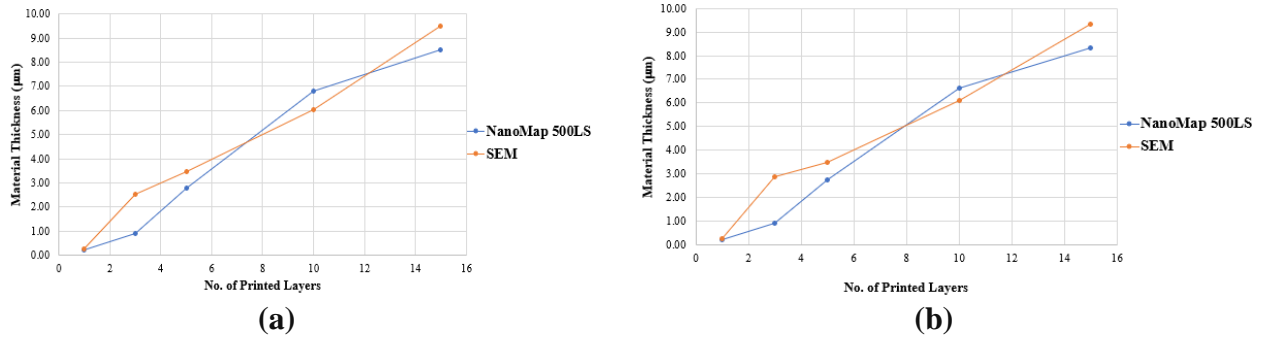 10.00
9.00
8.00
7.00
6.00
5.00
4.00
3.00
2.00
1.00
0.00
Material Thickness (µm)
0 2 4 6 8 10 12 14 16
No. of Printed Layers
NanoMap 500LS
SEM
(a)
10.00
9.00
8.00
7.00
6.00
5.00
4.00
3.00
2.00
1.00
0.00
Material Thickness (µm)
0 2 4 6 8 10 12 14 16
No. of Printed Layers
NanoMap 500LS
SEM
(b)